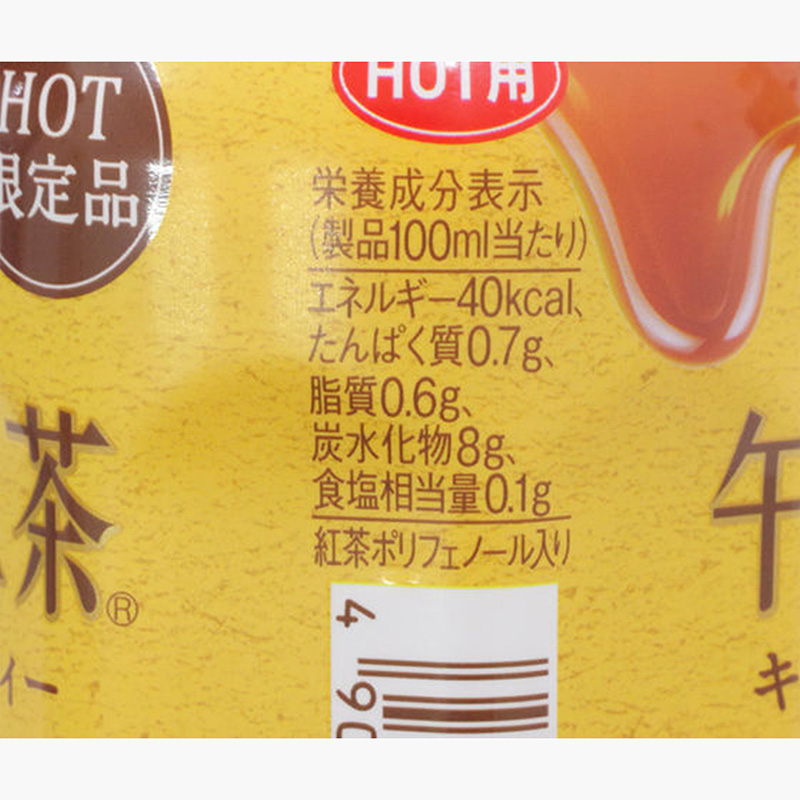 HOT
限定品
HOT用
栄養成分表示
(製品100ml当たり)
エネルギー40kcal、
たんぱく質0.7g、
脂質0.6g、
炭水化物8g、
食塩相当量0.1g
紅茶ポリフェノール入り
茶®
ィー
午
キ
4 90